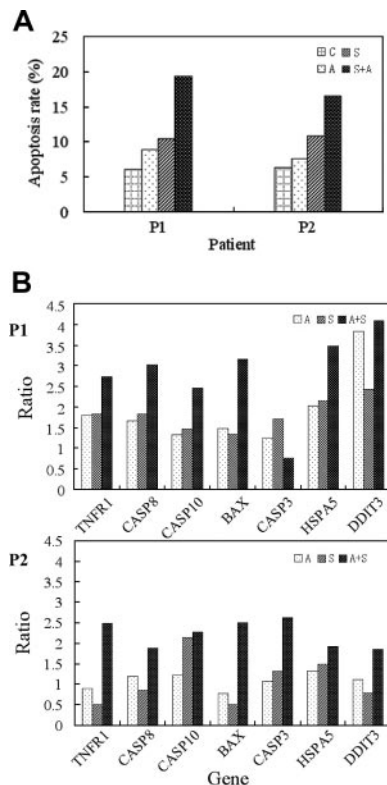 A
C S
A S+A
Apoptosis rate (%)
25
20
15
10
5
0
P1 P2
Patient
B
P1
A S A+S
Ratio
4.5
4
3.5
3
2.5
2
1.5
1
0.5
0
TNFR1 CASP8 CASP10 BAX CASP3 HSPA5 DDIT3
P2
A S A+S
Ratio
4.5
4
3.5
3
2.5
2
1.5
1
0.5
0
TNFR1 CASP8 CASP10 BAX CASP3 HSPA5 DDIT3
Gene